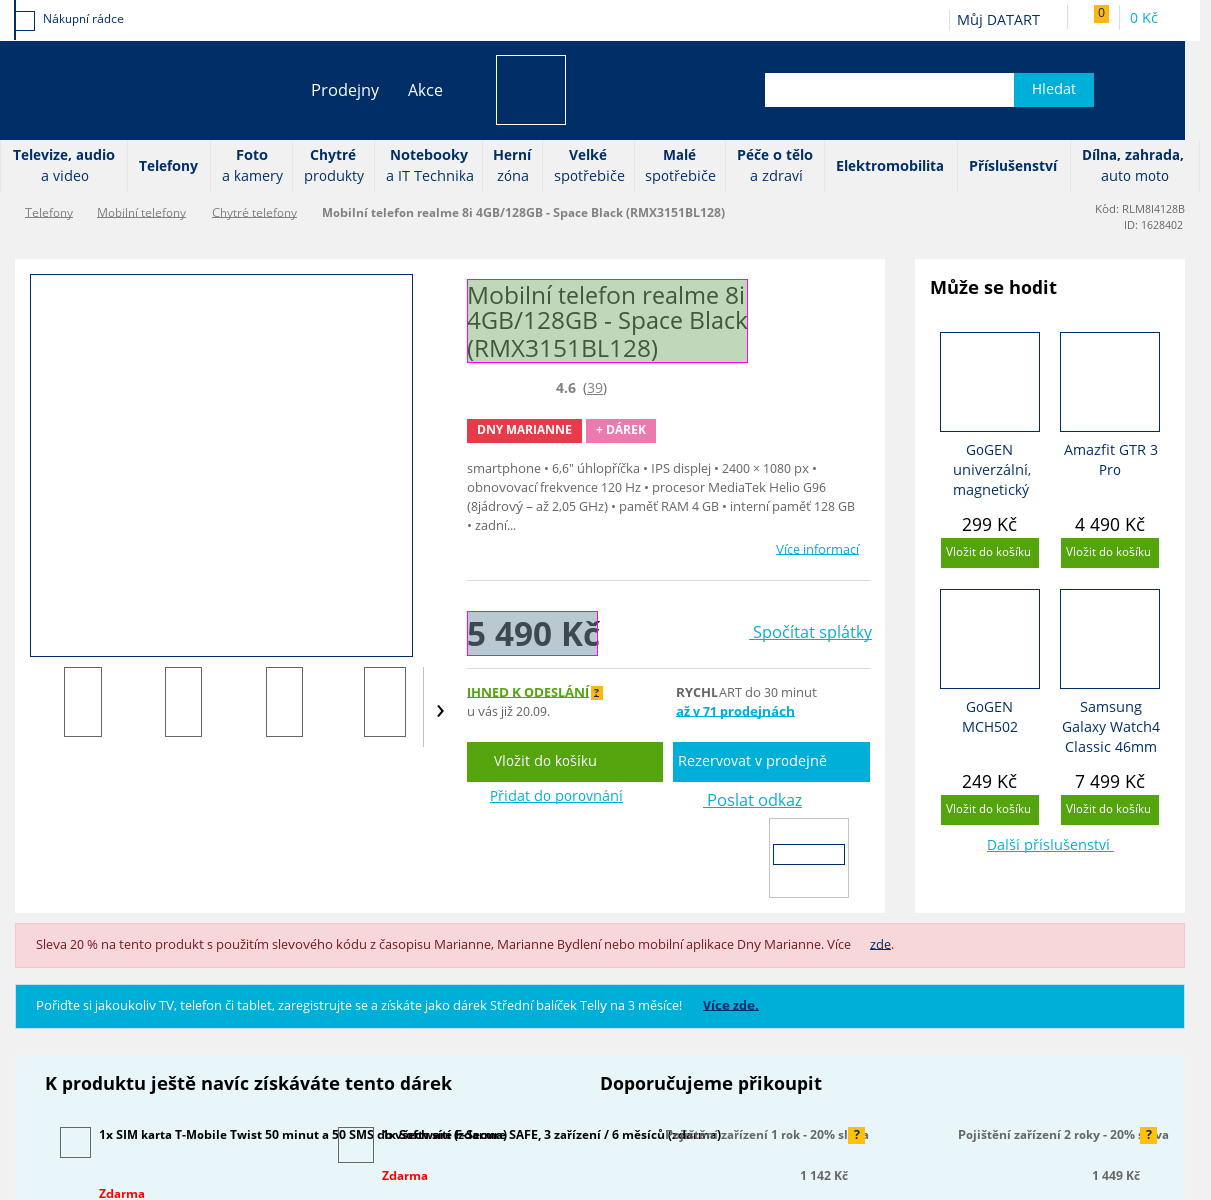 Nákupní rádce
Můj DATART
0
0 Kč
Prodejny
Akce
Hledat
Televize, audio
a video
Telefony
Foto
a kamery
Chytré
produkty
Notebooky
a IT Technika
Herní
zóna
Velké
spotřebiče
Malé
spotřebiče
Péče o tělo
a zdraví
Elektromobilita
Příslušenství
Dílna, zahrada,
auto moto
Telefony
Mobilní telefony
Chytré telefony
Mobilní telefon realme 8i 4GB/128GB - Space Black (RMX3151BL128)
Kód: RLM8I4128B
ID: 1628402
Mobilní telefon realme 8i
4GB/128GB - Space Black
(RMX3151BL128)
4.6 (39)
DNY MARIANNE
+ DÁREK
smartphone • 6,6" úhlopříčka • IPS displej • 2400 × 1080 px •
obnovovací frekvence 120 Hz • procesor MediaTek Helio G96
(8jádrový – až 2,05 GHz) • paměť RAM 4 GB • interní paměť 128 GB
• zadní...
Více informací
5 490 Kč
Spočítat splátky
IHNED K ODESLÁNÍ ?
u vás již 20.09.
RYCHLART do 30 minut
až v 71 prodejnách
Vložit do košíku
Rezervovat v prodejně
Přidat do porovnání
Poslat odkaz
Může se hodit
GoGEN
univerzální,
magnetický
299 Kč
Vložit do košíku
Amazfit GTR 3
Pro
4 490 Kč
Vložit do košíku
GoGEN
MCH502
249 Kč
Vložit do košíku
Samsung
Galaxy Watch4
Classic 46mm
7 499 Kč
Vložit do košíku
Další příslušenství
Sleva 20 % na tento produkt s použitím slevového kódu z časopisu Marianne, Marianne Bydlení nebo mobilní aplikace Dny Marianne. Více zde.
Pořiďte si jakoukoliv TV, telefon či tablet, zaregistrujte se a získáte jako dárek Střední balíček Telly na 3 měsíce! Více zde.
K produktu ještě navíc získáváte tento dárek
Doporučujeme přikoupit
1x SIM karta T-Mobile Twist 50 minut a 50 SMS do všech sítí (zdarma)
Zdarma
1x Software F-Secure SAFE, 3 zařízení / 6 měsíců (zdarma)
Zdarma
Pojištění zařízení 1 rok - 20% sleva
?
1 142 Kč
Pojištění zařízení 2 roky - 20% sleva
?
1 449 Kč